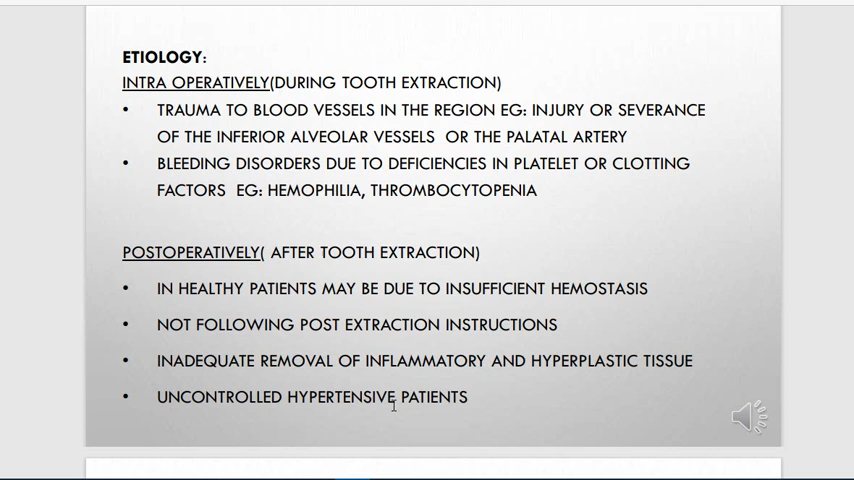 ETIOLOGY:
INTRA OPERATIVELY(DURING TOOTH EXTRACTION)
• TRAUMA TO BLOOD VESSELS IN THE REGION EG: INJURY OR SEVERANCE
OF THE INFERIOR ALVEOLAR VESSELS OR THE PALATAL ARTERY
• BLEEDING DISORDERS DUE TO DEFICIENCIES IN PLATELET OR CLOTTING
FACTORS EG: HEMOPHILIA, THROMBOCYTOPENIA
POSTOPERATIVELY( AFTER TOOTH EXTRACTION)
• IN HEALTHY PATIENTS MAY BE DUE TO INSUFFICIENT HEMOSTASIS
• NOT FOLLOWING POST EXTRACTION INSTRUCTIONS
• INADEQUATE REMOVAL OF INFLAMMATORY AND HYPERPLASTIC TISSUE
• UNCONTROLLED HYPERTENSIVE PATIENTS